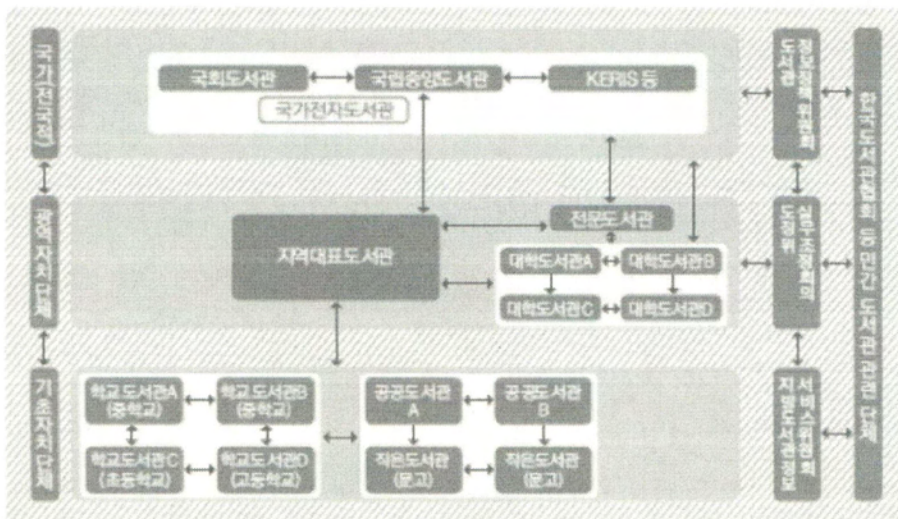 국가(전국적)
국회도서관
국립중앙도서관
KERIS 등
국가전자도서관
도서관
정보정책위원회
한국도서관협회 등 민간 도서관 관련 단체
광역자치단체
지역대표도서관
전문도서관
대학도서관A
대학도서관B
대학도서관C
대학도서관D
도정위
실무조정회의
기초자치단체
학교도서관A
(중학교)
학교도서관B
(중학교)
공공도서관
A
공공도서관
B
학교도서관C
(초등학교)
학교도서관D
(고등학교)
작은도서관
(문고)
작은도서관
(문고)
지방도서관정보
서비스위원회